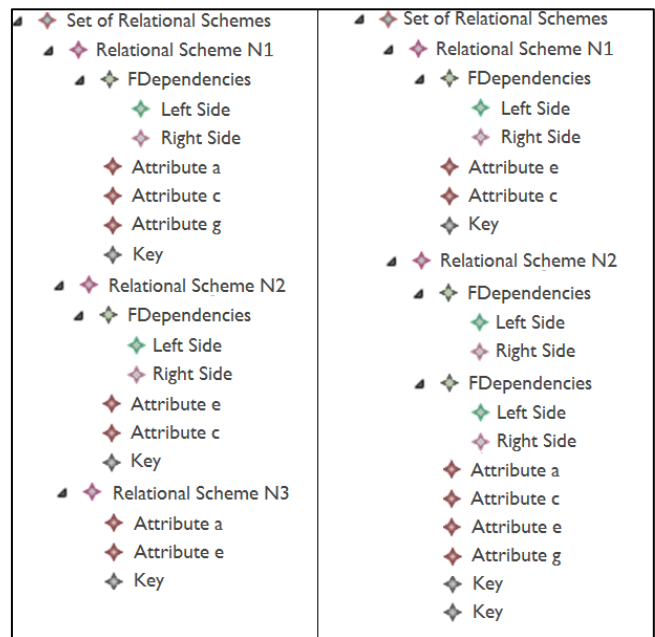 Set of Relational Schemes
Relational Scheme N1
FDependencies
Left Side
Right Side
Attribute a
Attribute c
Attribute g
Key
Relational Scheme N2
FDependencies
Left Side
Right Side
Attribute e
Attribute c
Key
Relational Scheme N3
Attribute a
Attribute e
Key
Set of Relational Schemes
Relational Scheme N1
FDependencies
Left Side
Right Side
Attribute e
Attribute c
Key
Relational Scheme N2
FDependencies
Left Side
Right Side
FDependencies
Left Side
Right Side
Attribute a
Attribute c
Attribute e
Attribute g
Key
Key